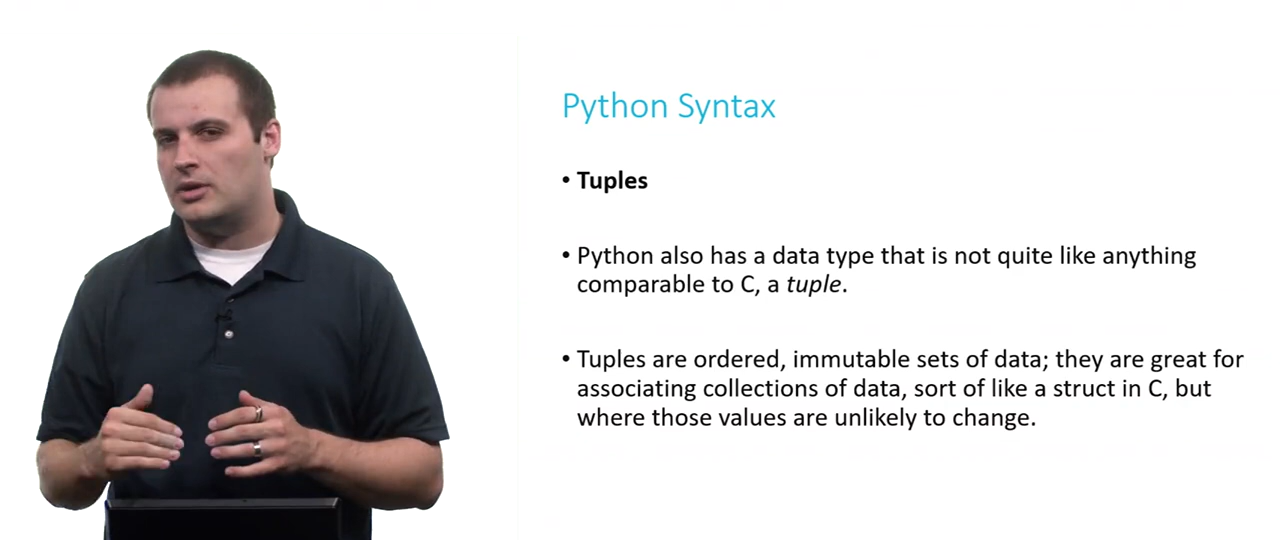 Python Syntax
• Tuples
• Python also has a data type that is not quite like anything
comparable to C, a tuple.
• Tuples are ordered, immutable sets of data; they are great for
associating collections of data, sort of like a struct in C, but
where those values are unlikely to change.